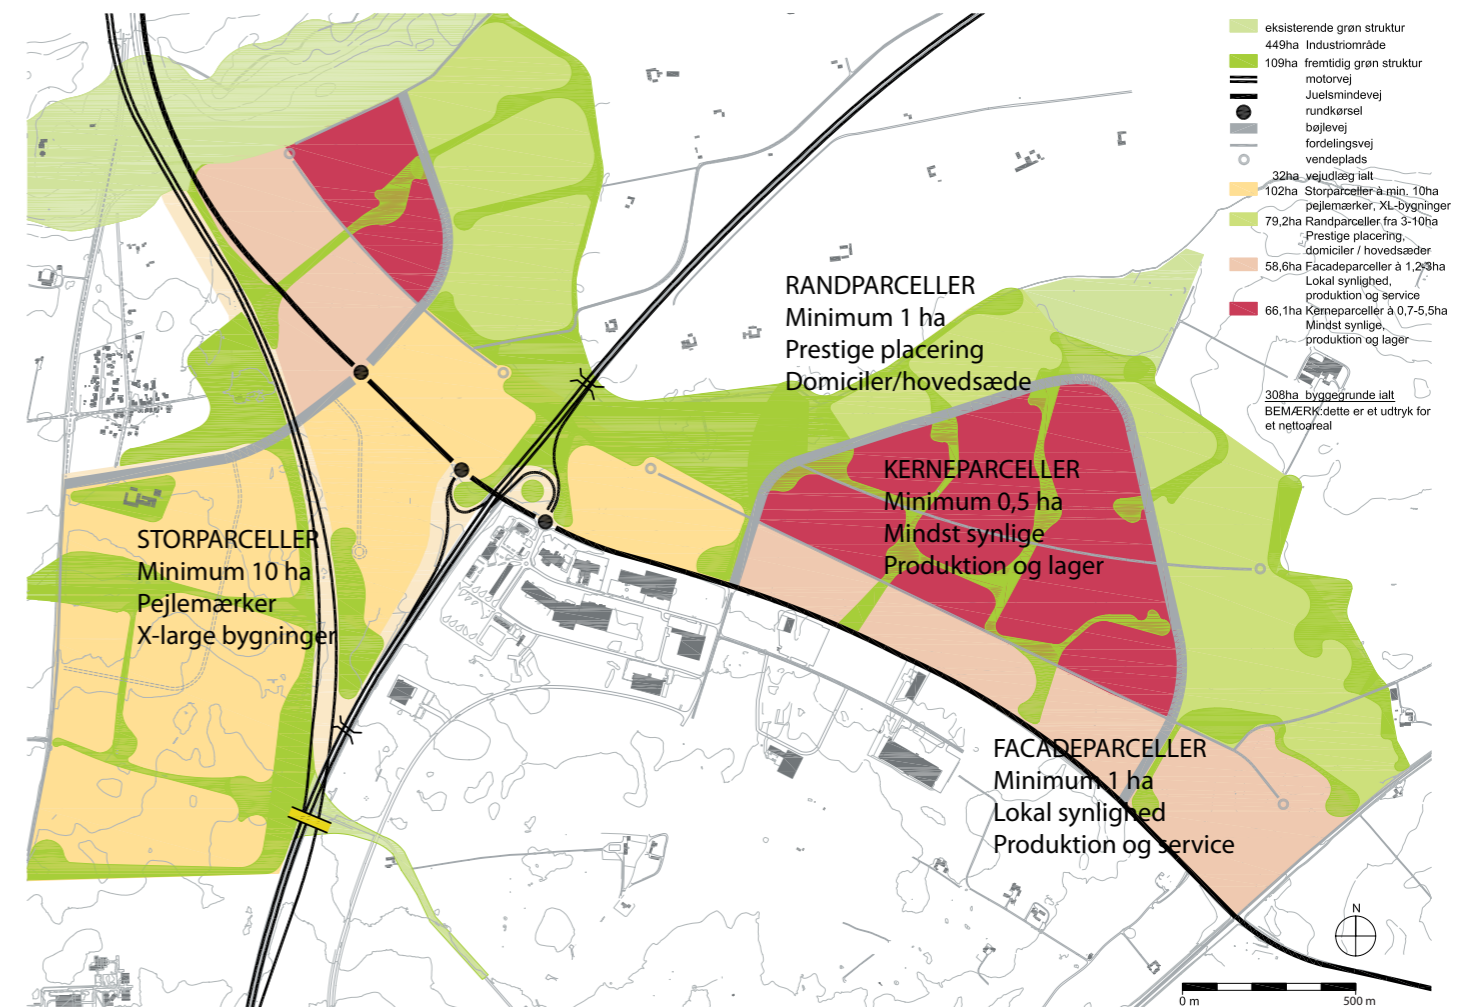 eksisterende grøn struktur
449ha Industriområde
109ha fremtidig grøn struktur
motorvej
Juelsmindevej
rundkørsel
bøjlevej
fordelingsvej
vendeplads
32ha vejudlæg ialt
102ha Storparceller à min. 10ha
pejlemærker, XL-bygninger
79,2ha Randparceller fra 3-10ha
Prestige placering,
domiciler / hovedsæder
58,6ha Facadeparceller à 1,2-3ha
Lokal synlighed,
produktion og service
66,1ha Kerneparceller à 0,7-5,5ha
Mindst synlige,
produktion og lager
308ha byggegrunde ialt
BEMÆRK:dette er et udtryk for
et nettoareal
RANDPARCELLER
Minimum 1 ha
Prestige placering
Domiciler/hovedsæde
KERNEPARCELLER
Minimum 0,5 ha
Mindst synlige
Produktion og lager
STORPARCELLER
Minimum 10 ha
Pejlemærker
X-large bygninger
FACADEPARCELLER
Minimum 1 ha
Lokal synlighed
Produktion og service
N
0 m 500 m